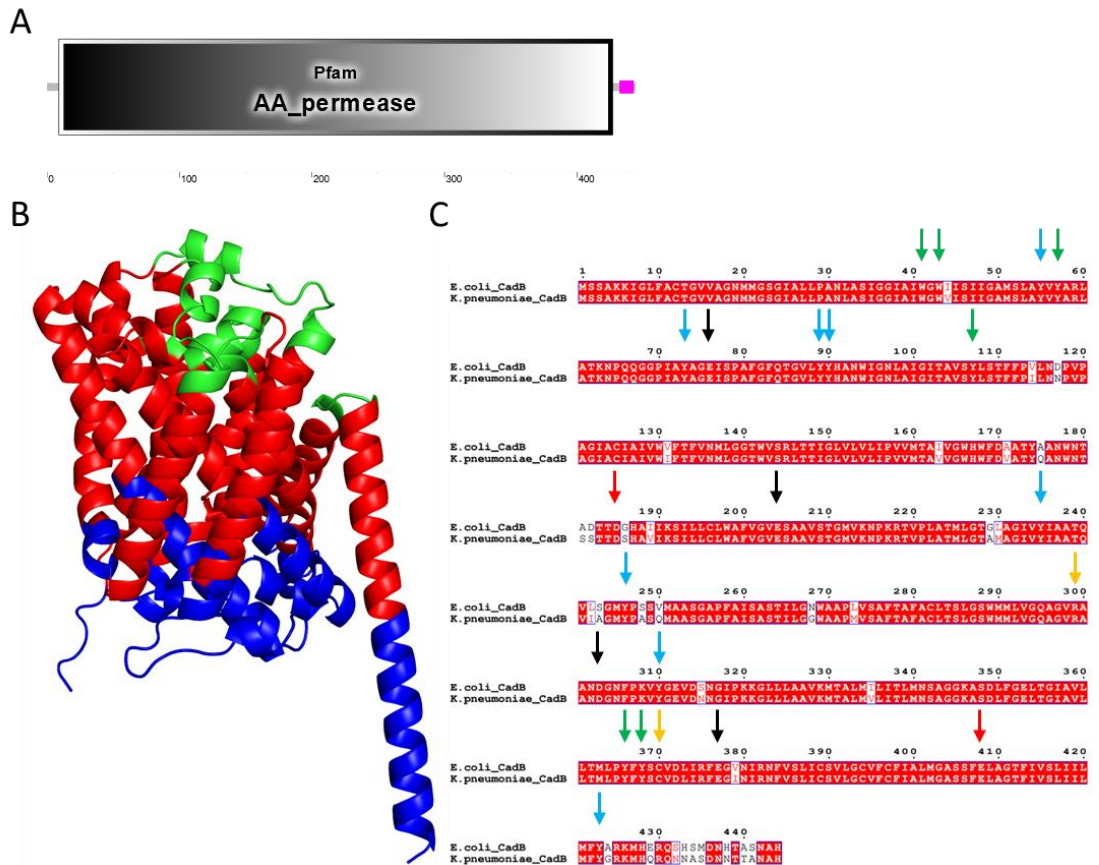 A
Pfam
AA_permease
0 100 200 300 400
B
C
1 10 20 30 40 50 60
E.coli_CadB MSSAKKIGLFACTGVVAGNMMGSGIALLPANLASIGGIAIWGWIISIIGAMSLAYVYARL
K.pneumoniae_CadB MSSAKKIGLFACTGVVAGNMMGSGIALLPANLASIGGIAIWGWVISIIGAMSLAYVYARL
70 80 90 100 110 120
E.coli_CadB ATKNPQQGGPIAYAGEISPAFGFQTGVLYYHANWIGNLAIGITAVSYLSTFFPVLNDPVP
K.pneumoniae_CadB ATKNPQQGGPIAYAGEISPAFGFQTGVLYYHANWIGNLAIGITAVSYLSTFFPILNNPVP
130 140 150 160 170 180
E.coli_CadB AGIACIAIVWVFTFVNMLGGTWVSRLTTIGLVLVLIPVVMTAIVGWHWFDAATYAANWNT
K.pneumoniae_CadB AGIACIAIVWIFTFVNMLGGTWVSRLTTIGLVLVLIPVVMTAVVGWHWFDVATYQANWNT
190 200 210 220 230 240
E.coli_CadB ADTTDGHAIIKSILLCLWAFVGVESAAVSTGMVKNPKRTVPLATMLGTGLAGIVYIAATQ
K.pneumoniae_CadB SSTTDSHAVIKSILLCLWAFVGVESAAVSTGMVKNPKRTVPLATMLGTAMAGIVYIAATQ
250 260 270 280 290 300
E.coli_CadB VLSGMYPSSVMAASGAPFAISASTILGNWAAPLVSAFTAFACLTSLGSWMMLVGQAGVRA
K.pneumoniae_CadB VIAGMYPASQMAASGAPFAISASTILGGWAAPMVSAFTAFACLTSLGSWMMLVGQAGVRA
310 320 330 340 350 360
E.coli_CadB ANDGNFPKVYGEVDSNGIPKKGLLLAAVKMTALMILITLMNSAGGKASDLFGELTGIAVL
K.pneumoniae_CadB ANDGNFPKVYGEVDNNGIPKKGLLLAAVKMTALMVLITLMNSAGGKASDLFGELTGIAVL
370 380 390 400 410 420
E.coli_CadB LTMLPYFYSCVDLIRFEGVNIRNFVSLICSVLGCVFCFIALMGASSFELAGTFIVSLIIL
K.pneumoniae_CadB LTMLPYFYSCVDLIRFEGINIRNFVSLICSVLGCVFCFIALMGASSFELAGTFIVSLIIL
430 440
E.coli_CadB MFYARKMHERQSHSMDNHTASNAH
K.pneumoniae_CadB MFYGRKMHQRQNNASDNNTTANAH